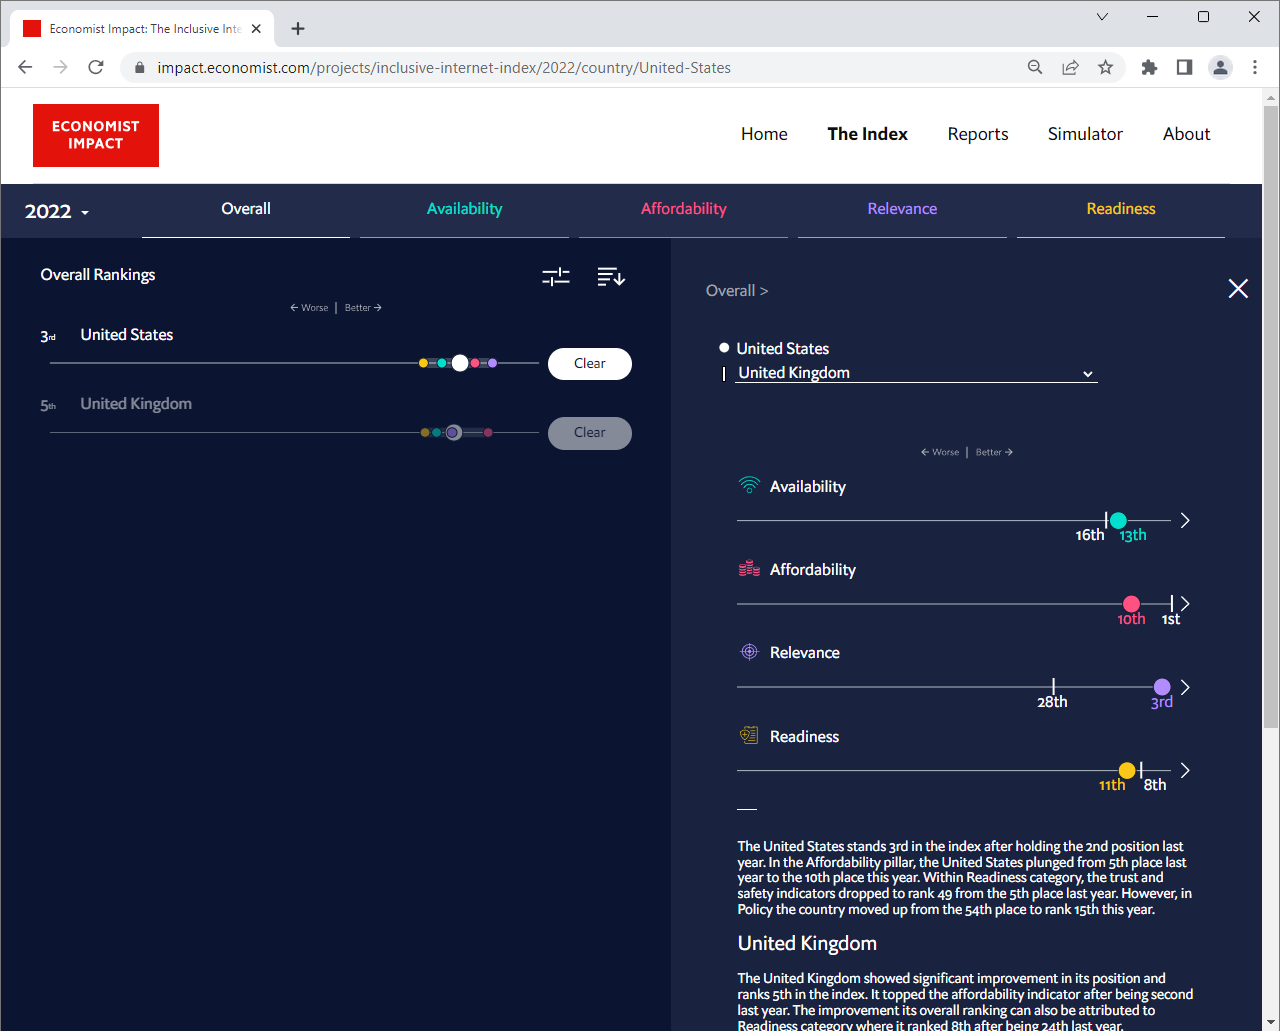 Economist Impact: The Inclusive Inte
impact.economist.com/projects/inclusive-internet-index/2022/country/United-States
ECONOMIST
IMPACT
Home
The Index
Reports
Simulator
About
2022
Overall
Availability
Affordability
Relevance
Readiness
Overall Rankings
← Worse | Better →
3rd
United States
Clear
5th
United Kingdom
Clear
Overall >
United States
United Kingdom
← Worse | Better →
Availability
16th
13th
Affordability
10th
1st
Relevance
28th
3rd
Readiness
11th
8th
The United States stands 3rd in the index after holding the 2nd position last
year. In the Affordability pillar, the United States plunged from 5th place last
year to the 10th place this year. Within Readiness category, the trust and
safety indicators dropped to rank 49 from the 5th place last year. However, in
Policy the country moved up from the 54th place to rank 15th this year.
United Kingdom
The United Kingdom showed significant improvement in its position and
ranks 5th in the index. It topped the affordability indicator after being second
last year. The improvement its overall ranking can also be attributed to
Readiness category where it ranked 8th after being 24th last year.